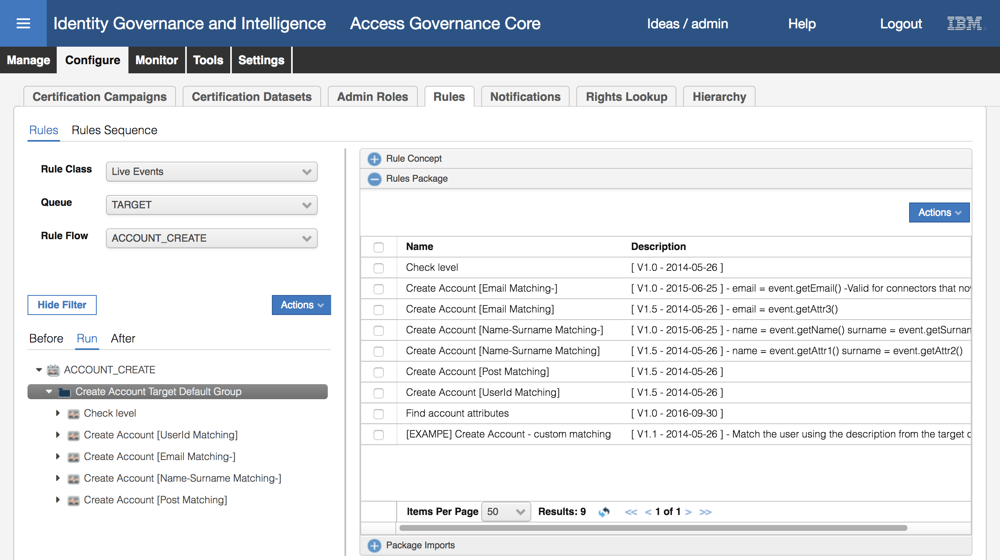 Identity Governance and Intelligence Access Governance Core Ideas / admin Help Logout IBM
Manage Configure Monitor Tools Settings
Certification Campaigns Certification Datasets Admin Roles Rules Notifications Rights Lookup Hierarchy
Rules Rules Sequence
Rule Class Live Events
Queue TARGET
Rule Flow ACCOUNT_CREATE
Hide Filter Actions
Before Run After
ACCOUNT_CREATE
Create Account Target Default Group
Check level
Create Account [UserId Matching]
Create Account [Email Matching-]
Create Account [Name-Surname Matching-]
Create Account [Post Matching]
Rule Concept
Rules Package
Actions
Name Description
Check level [ V1.0 - 2014-05-26 ]
Create Account [Email Matching-] [ V1.0 - 2015-06-25 ] - email = event.getEmail() -Valid for connectors that
Create Account [Email Matching] [ V1.5 - 2014-05-26 ] - email = event.getAttr3()
Create Account [Name-Surname Matching-] [ V1.0 - 2015-06-25 ] - name = event.getName() surname = event.getSurnam
Create Account [Name-Surname Matching] [ V1.5 - 2014-05-26 ] - name = event.getAttr1() surname = event.getAttr2()
Create Account [Post Matching] [ V1.5 - 2014-05-26 ]
Create Account [UserId Matching] [ V1.5 - 2014-05-26 ]
Find account attributes [ V1.0 - 2016-09-30 ]
[EXAMPE] Create Account - custom matching [ V1.1 - 2014-05-26 ] - Match the user using the description from the target
Items Per Page 50 Results: 9 << < 1 of 1 > >>
Package Imports